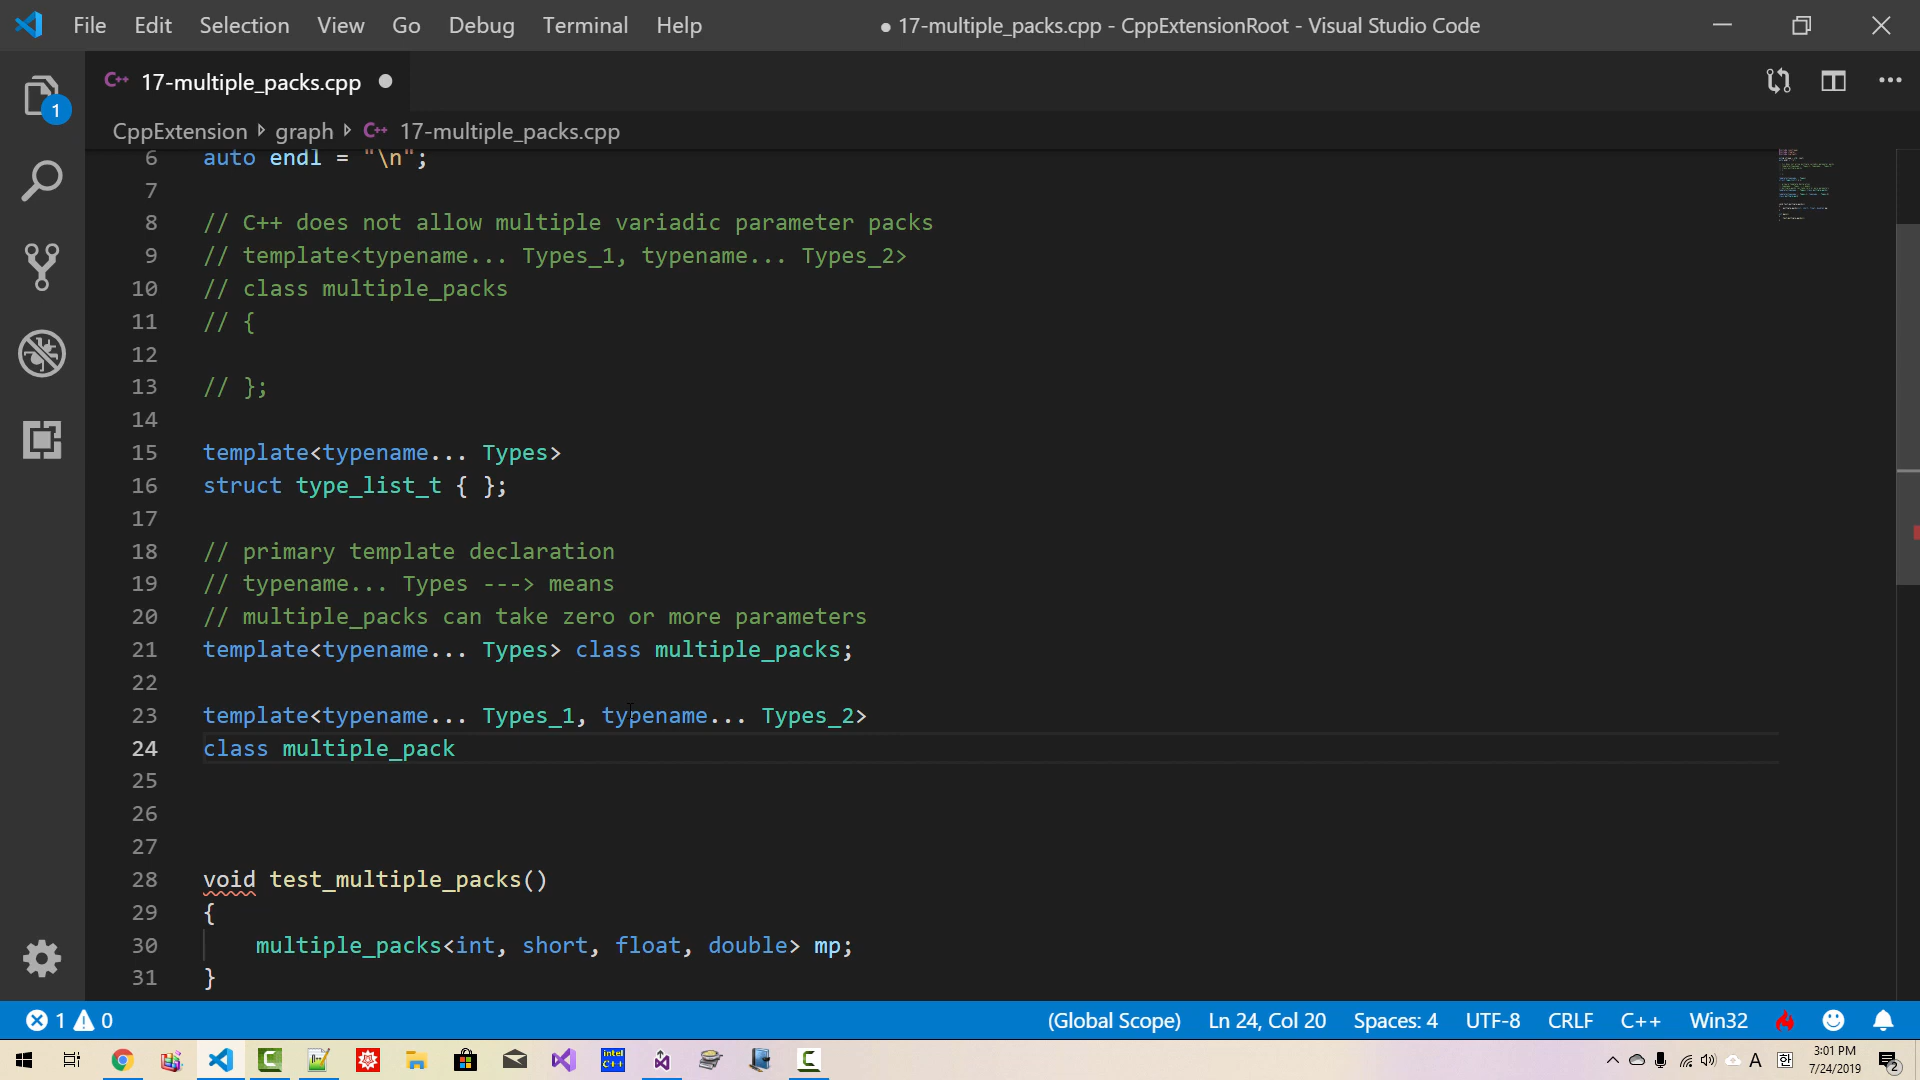 File Edit Selection View Go Debug Terminal Help ● 17-multiple_packs.cpp - CppExtensionRoot - Visual Studio Code
C++ 17-multiple_packs.cpp ●
1
CppExtension graph C++ 17-multiple_packs.cpp
6 auto endl = "\n";
7
8 // C++ does not allow multiple variadic parameter packs
9 // template<typename... Types_1, typename... Types_2>
10 // class multiple_packs
11 // {
12
13 // };
14
15 template<typename... Types>
16 struct type_list_t { };
17
18 // primary template declaration
19 // typename... Types ---> means
20 // multiple_packs can take zero or more parameters
21 template<typename... Types> class multiple_packs;
22
23 template<typename... Types_1, typename... Types_2>
24 class multiple_pack
25
26
27
28 void test_multiple_packs()
29 {
30 multiple_packs<int, short, float, double> mp;
31 }
1 0 (Global Scope) Ln 24, Col 20 Spaces: 4 UTF-8 CRLF C++ Win32
intel C++ A 한 3:01 PM
7/24/2019 2